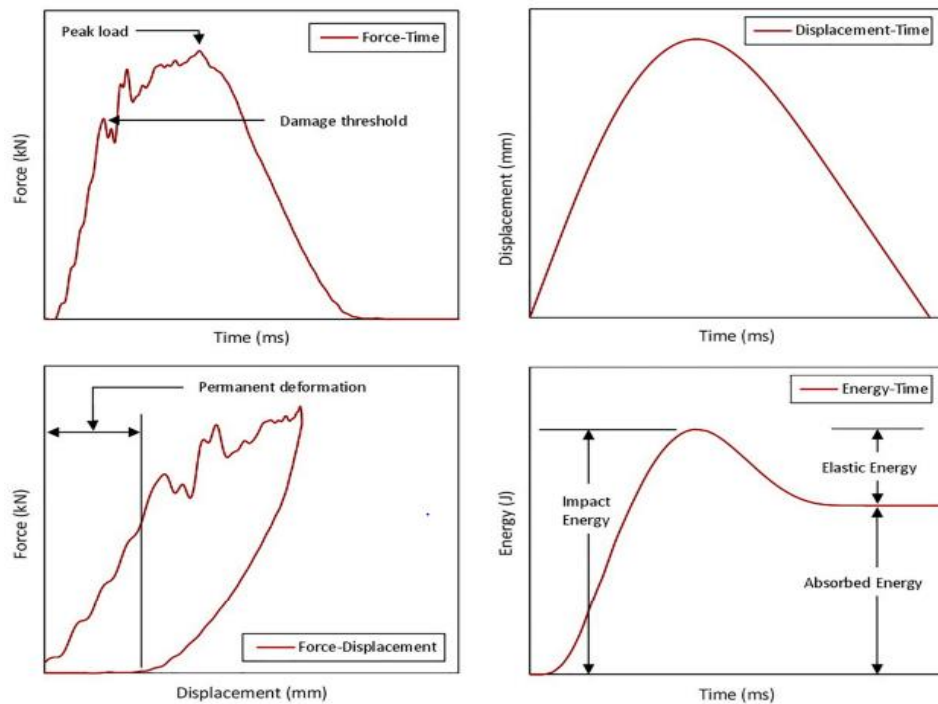 Peak load
Force-Time
Damage threshold
Force (kN)
Time (ms)
Displacement-Time
Displacement (mm)
Time (ms)
Permanent deformation
Force (kN)
Force-Displacement
Displacement (mm)
Energy-Time
Elastic Energy
Impact
Energy
Absorbed Energy
Energy (J)
Time (ms)